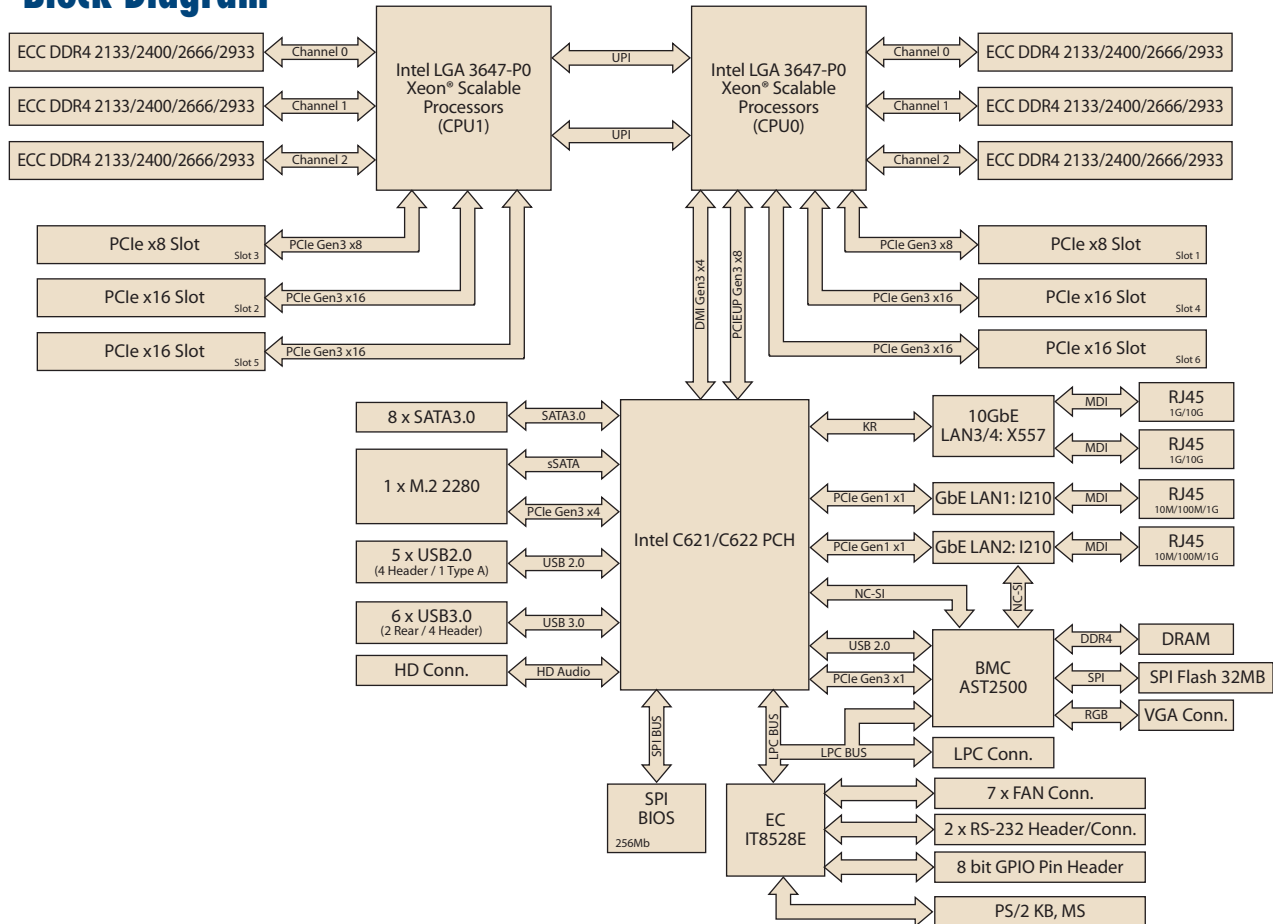 Block Diagram
ECC DDR4 2133/2400/2666/2933
Channel 0
Intel LGA 3647-P0
Xeon® Scalable
Processors
(CPU1)
UPI
Intel LGA 3647-P0
Xeon® Scalable
Processors
(CPU0)
Channel 0
ECC DDR4 2133/2400/2666/2933
ECC DDR4 2133/2400/2666/2933
Channel 1
Channel 1
ECC DDR4 2133/2400/2666/2933
UPI
ECC DDR4 2133/2400/2666/2933
Channel 2
Channel 2
ECC DDR4 2133/2400/2666/2933
PCIe x8 Slot
Slot 3
PCIe Gen3 x8
DMI Gen3 x4
PCIEUP Gen3 x8
PCIe Gen3 x8
PCIe x8 Slot
Slot 1
PCIe x16 Slot
Slot 2
PCIe Gen3 x16
PCIe Gen3 x16
PCIe x16 Slot
Slot 4
PCIe x16 Slot
Slot 5
PCIe Gen3 x16
PCIe Gen3 x16
PCIe x16 Slot
Slot 6
8 x SATA3.0
SATA3.0
1 x M.2 2280
sSATA
PCIe Gen3 x4
5 x USB2.0
(4 Header / 1 Type A)
USB 2.0
6 x USB3.0
(2 Rear / 4 Header)
USB 3.0
HD Conn.
HD Audio
Intel C621/C622 PCH
KR
10GbE
LAN3/4: X557
MDI
RJ45
1G/10G
MDI
RJ45
1G/10G
PCIe Gen1 x1
GbE LAN1: I210
MDI
RJ45
10M/100M/1G
PCIe Gen1 x1
GbE LAN2: I210
MDI
RJ45
10M/100M/1G
NC-SI
NC-SI
USB 2.0
PCIe Gen3 x1
BMC
AST2500
DDR4
DRAM
SPI
SPI Flash 32MB
RGB
VGA Conn.
SPI BUS
LPC BUS
LPC BUS
LPC Conn.
SPI
BIOS
256Mb
EC
IT8528E
7 x FAN Conn.
2 x RS-232 Header/Conn.
8 bit GPIO Pin Header
PS/2 KB, MS